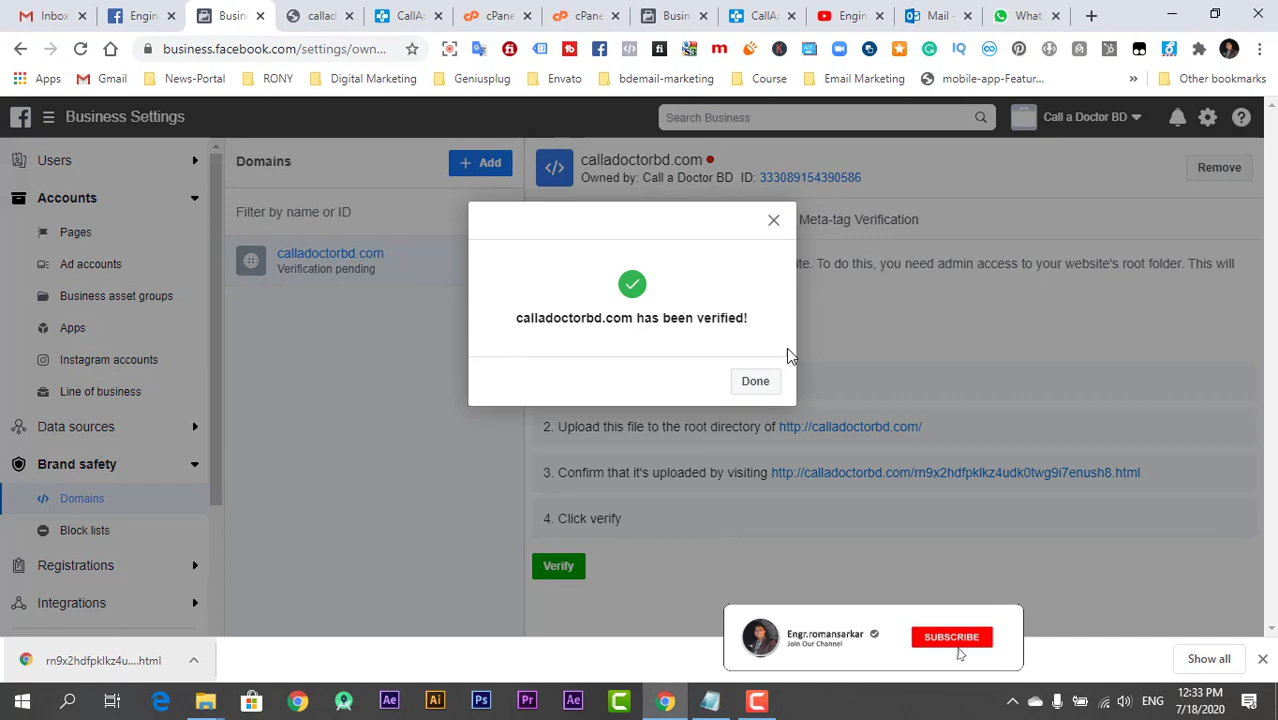 Inbox
Engin
Busin
callad
CallAc
cPane
cPane
Busin
CallA
Engin
Mail -
What
business.facebook.com/settings/own...
Apps
Gmail
News-Portal
RONY
Digital Marketing
Geniusplug
Envato
bdemail-marketing
Course
Email Marketing
mobile-app-Featur...
»
Other bookmarks
Business Settings
Search Business
Call a Doctor BD
Users
Accounts
Pages
Ad accounts
Business asset groups
Apps
Instagram accounts
Line of business
Data sources
Brand safety
Domains
Block lists
Registrations
Integrations
Domains
+ Add
Filter by name or ID
calladoctorbd.com
Verification pending
calladoctorbd.com
Owned by: Call a Doctor BD ID: 333089154390586
Remove
Meta-tag Verification
ite. To do this, you need admin access to your website's root folder. This will
calladoctorbd.com has been verified!
Done
2. Upload this file to the root directory of http://calladoctorbd.com/
3. Confirm that it's uploaded by visiting http://calladoctorbd.com/rn9x2hdfpklkz4udk0twg9i7enush8.html
4. Click verify
Verify
Engr.romansarkar
Join Our Channel
SUBSCRIBE
rn9x2hdfpklkz4u....html
Show all
Ae
Ai
Ps
Pr
Ae
ENG
12:33 PM
7/18/2020